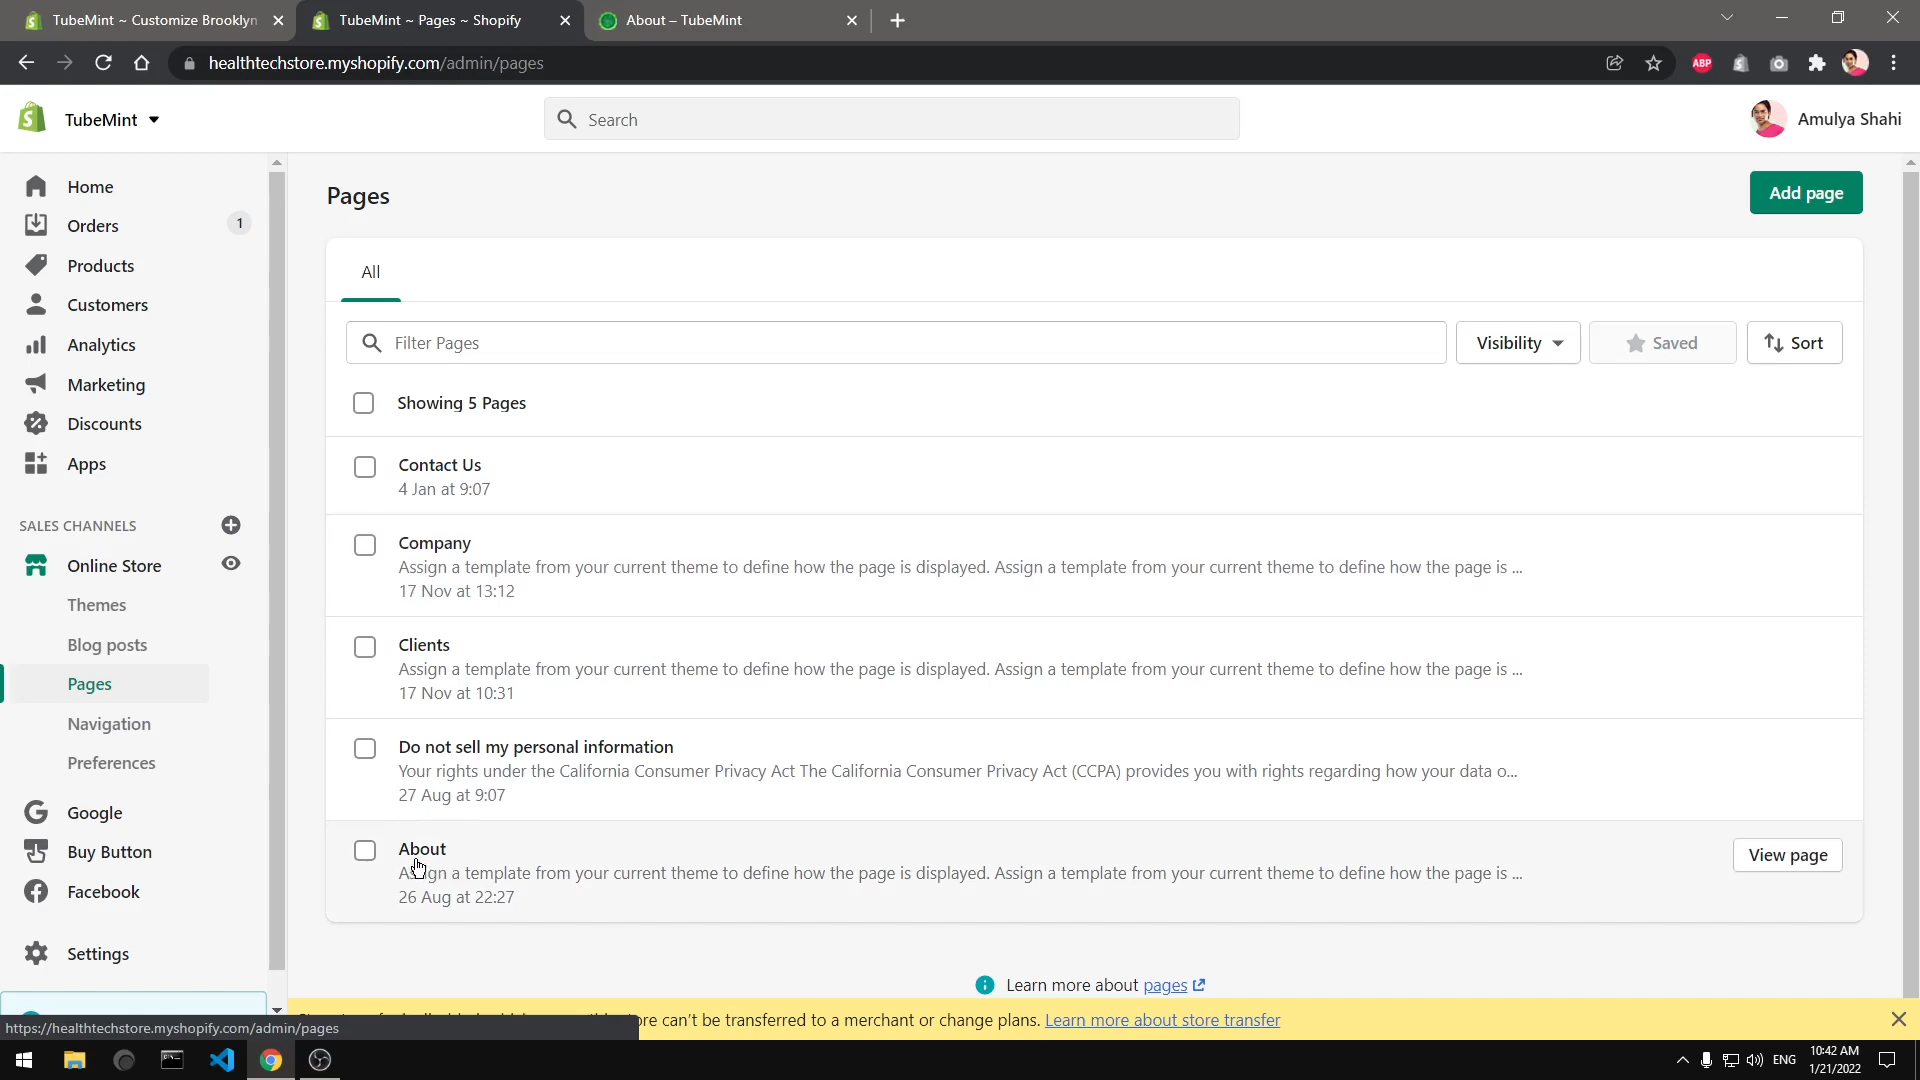 TubeMint ~ Customize Brooklyn
TubeMint ~ Pages ~ Shopify
About – TubeMint
healthtechstore.myshopify.com/admin/pages
ABP
TubeMint
Search
Amulya Shahi
Home
Orders
1
Products
Customers
Analytics
Marketing
Discounts
Apps
SALES CHANNELS
Online Store
Themes
Blog posts
Pages
Navigation
Preferences
Google
Buy Button
Facebook
Settings
Pages
Add page
All
Filter Pages
Visibility
Saved
Sort
Showing 5 Pages
Contact Us
4 Jan at 9:07
Company
Assign a template from your current theme to define how the page is displayed. Assign a template from your current theme to define how the page is ...
17 Nov at 13:12
Clients
Assign a template from your current theme to define how the page is displayed. Assign a template from your current theme to define how the page is ...
17 Nov at 10:31
Do not sell my personal information
Your rights under the California Consumer Privacy Act The California Consumer Privacy Act (CCPA) provides you with rights regarding how your data o...
27 Aug at 9:07
About
Assign a template from your current theme to define how the page is displayed. Assign a template from your current theme to define how the page is ...
26 Aug at 22:27
View page
Learn more about pages
can't be transferred to a merchant or change plans. Learn more about store transfer
https://healthtechstore.myshopify.com/admin/pages
ENG
10:42 AM
1/21/2022